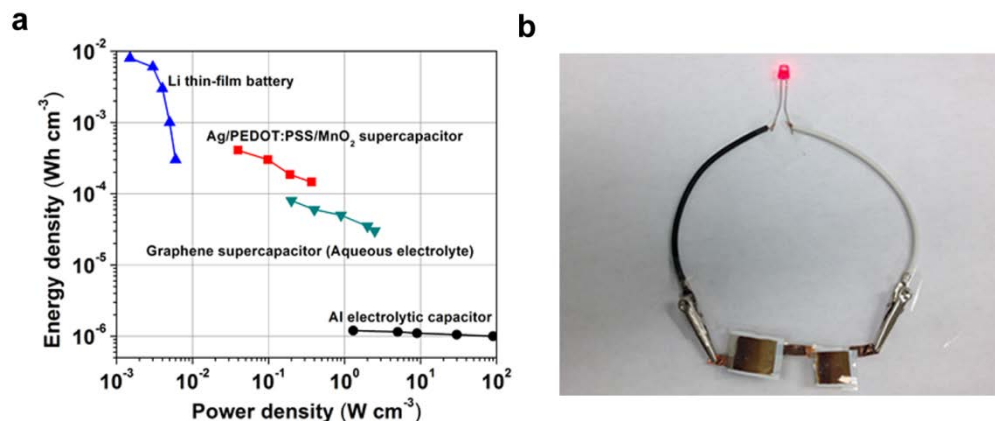 a
b
10⁻²
10⁻³
10⁻⁴
10⁻⁵
10⁻⁶
Energy density (Wh cm⁻³)
Li thin-film battery
Ag/PEDOT:PSS/MnO₂ supercapacitor
Graphene supercapacitor (Aqueous electrolyte)
Al electrolytic capacitor
10⁻³ 10⁻² 10⁻¹ 10⁰ 10¹ 10²
Power density (W cm⁻³)